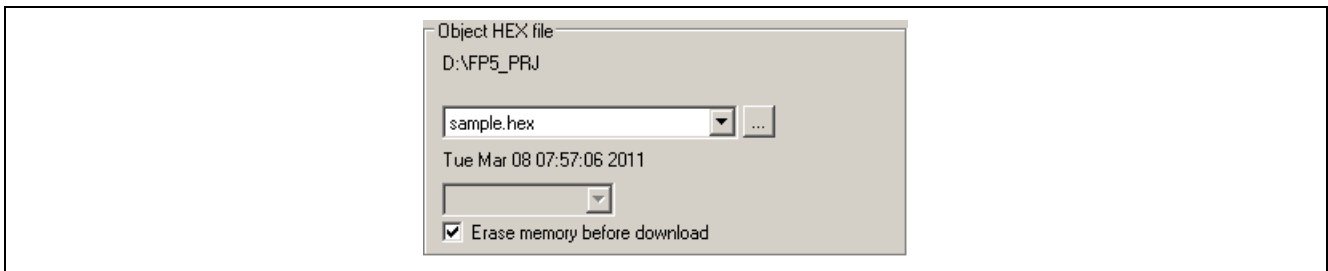 Object HEX file
D:\FP5_PRJ
sample.hex
...
Tue Mar 08 07:57:06 2011
Erase memory before download